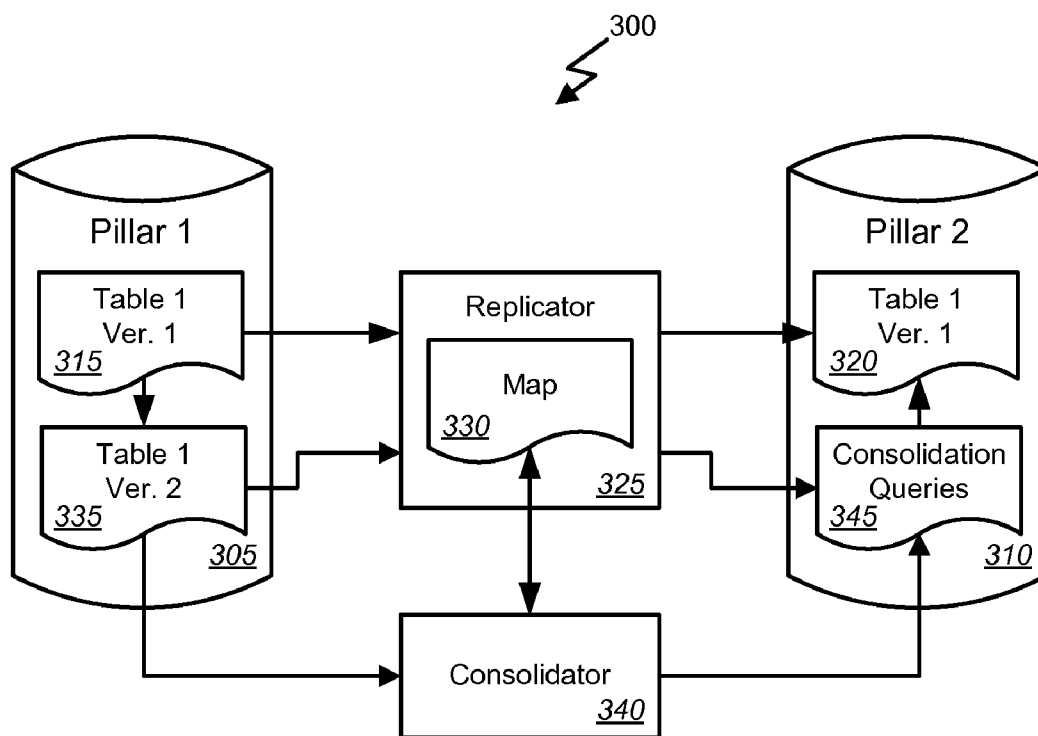 300
Pillar 1
Table 1
Ver. 1
315
Table 1
Ver. 2
335
305
Replicator
Map
330
325
Consolidator
340
Pillar 2
Table 1
Ver. 1
320
Consolidation
Queries
345
310